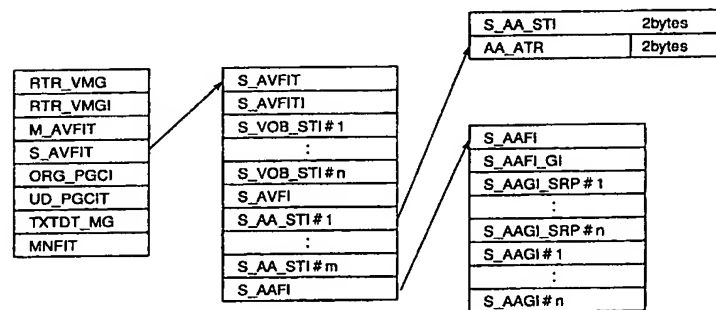 RTR_VMG
RTR_VMGI
M_AVFIT
S_AVFIT
ORG_PGCI
UD_PGCIT
TXTDT_MG
MNFIT
S_AVFIT
S_AVFITI
S_VOB_STI#1
:
S_VOB_STI#n
S_AVFI
S_AA_STI#1
:
S_AA_STI#m
S_AAFI
S_AA_STI 2bytes
AA_ATR 2bytes
S_AAFI
S_AAFI_GI
S_AAGI_SRP#1
:
S_AAGI_SRP#n
S_AAGI#1
:
S_AAGI#n